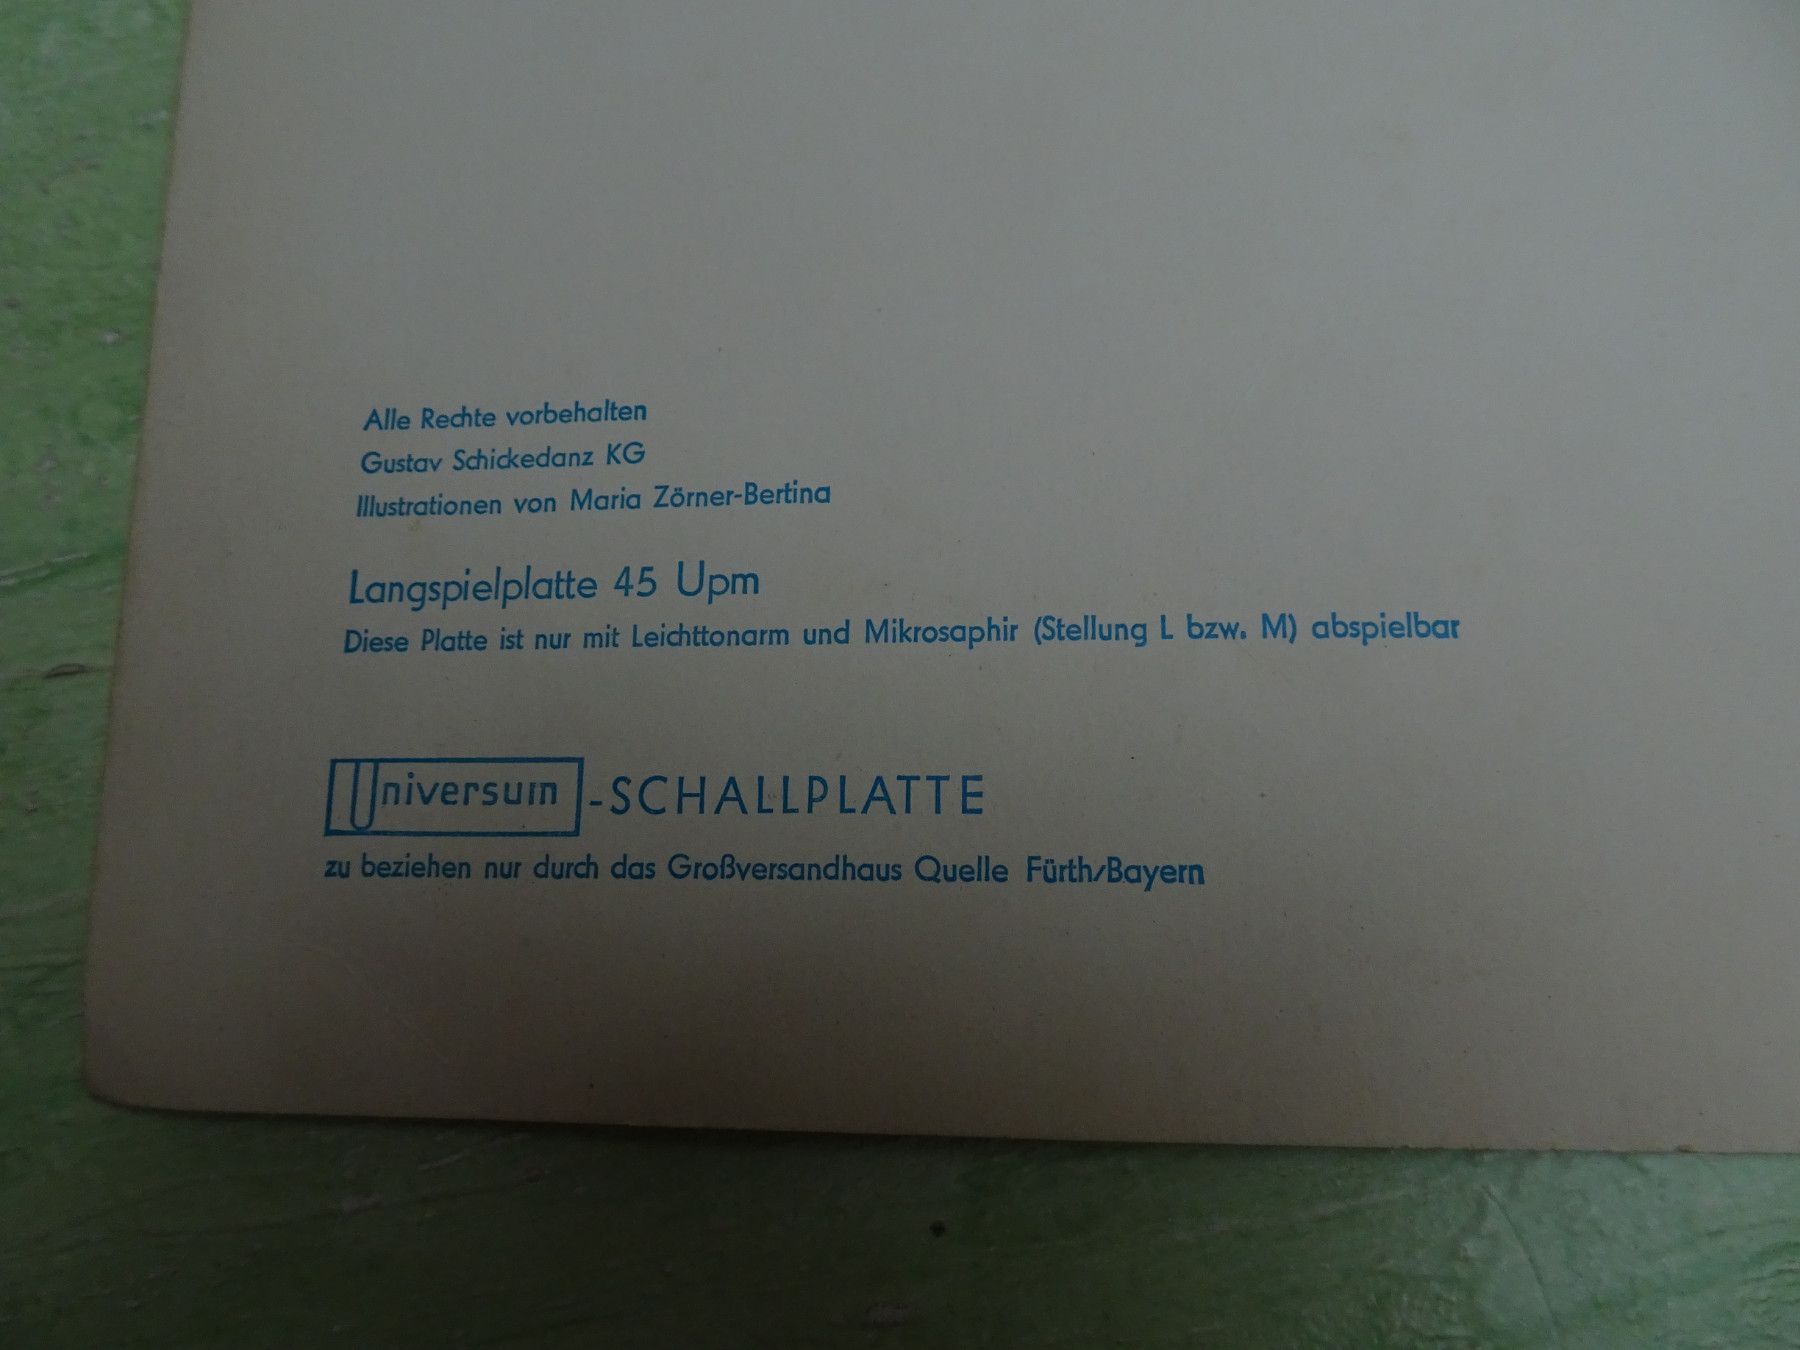 Alle Rechte vorbehalten
Gustav Schickedanz KG
Illustrationen von Maria Zörner-Bertina
Langspielplatte 45 Upm
Diese Platte ist nur mit Leichttonarm und Mikrosaphir (Stellung L bzw. M) abspielbar
Universum-SCHALLPLATTE
zu beziehen nur durch das Großversandhaus Quelle Fürth/Bayern